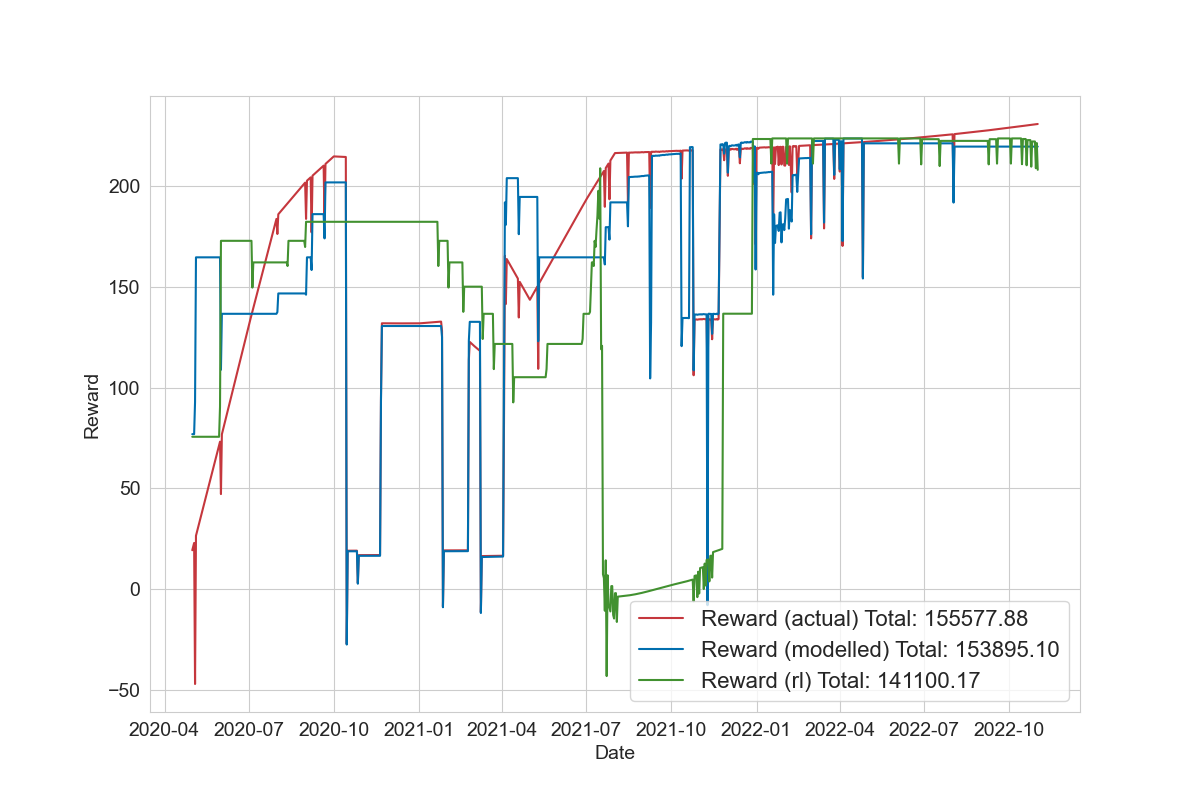 200
150
100
50
0
−50
Reward
2020-04 2020-07 2020-10 2021-01 2021-04 2021-07 2021-10 2022-01 2022-04 2022-07 2022-10
Date
Reward (actual) Total: 155577.88
Reward (modelled) Total: 153895.10
Reward (rl) Total: 141100.17